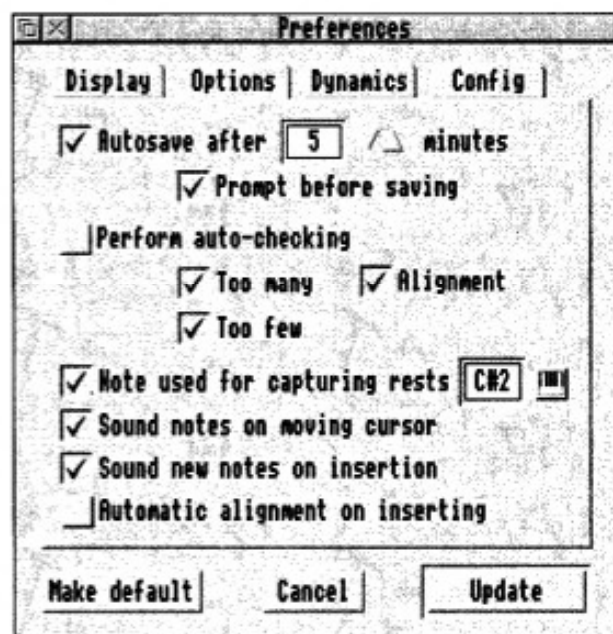 Preferences
Display Options Dynamics Config
Autosave after 5 minutes
Prompt before saving
Perform auto-checking
Too many Alignment
Too few
Note used for capturing rests C#2
Sound notes on moving cursor
Sound new notes on insertion
Automatic alignment on inserting
Make default Cancel Update